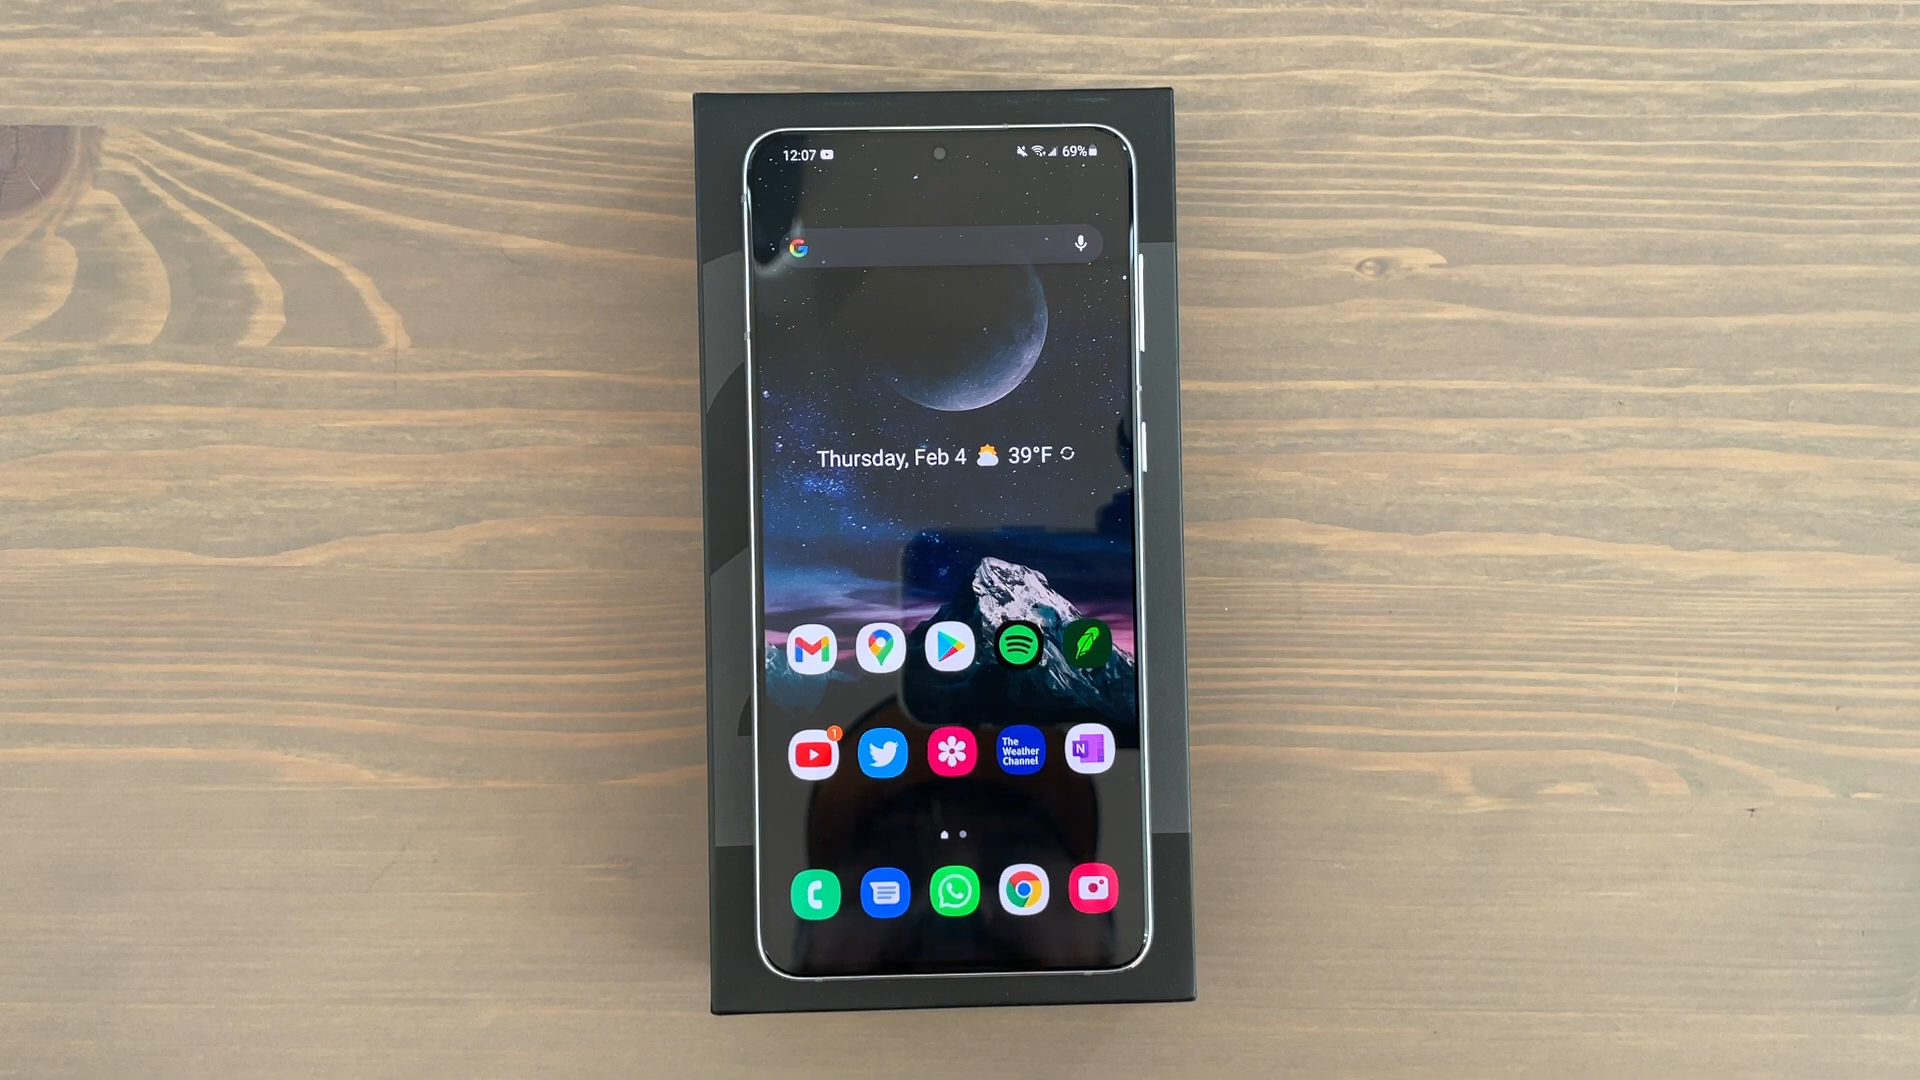 12:07
69%
Thursday, Feb 4 39°F
1
The
Weather
Channel
N